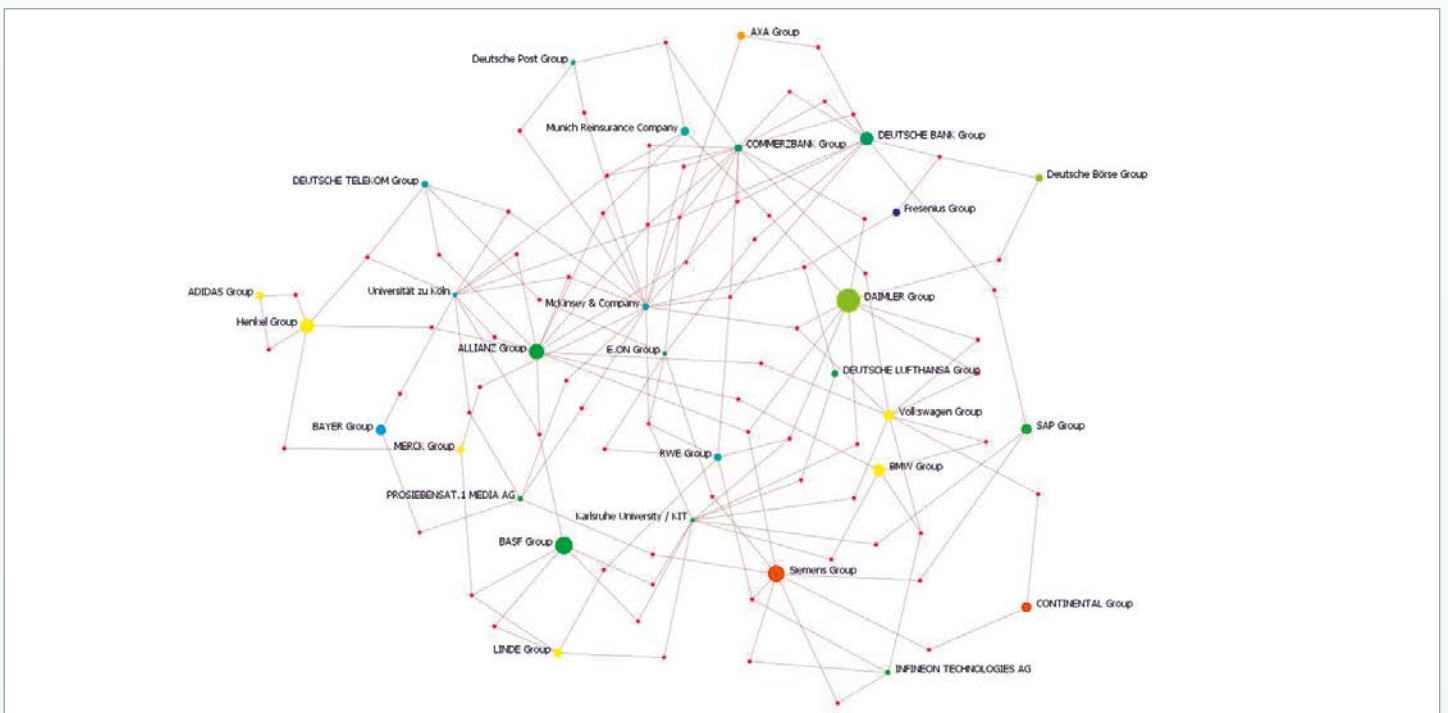 AXA Group
Deutsche Post Group
Munich Reinsurance Company
DEUTSCHE BANK Group
COMMERZBANK Group
Deutsche Börse Group
DEUTSCHE TELEKOM Group
Fresenius Group
ADIDAS Group
Universität zu Köln
McKinsey & Company
DAIMLER Group
Henkel Group
ALLIANZ Group
E.ON Group
DEUTSCHE LUFTHANSA Group
Volkswagen Group
BAYER Group
SAP Group
MERCK Group
RWE Group
BMW Group
PROSIEBENSAT.1 MEDIA AG
Karlsruhe University / KIT
BASF Group
Siemens Group
CONTINENTAL Group
LINDE Group
INFINEON TECHNOLOGIES AG